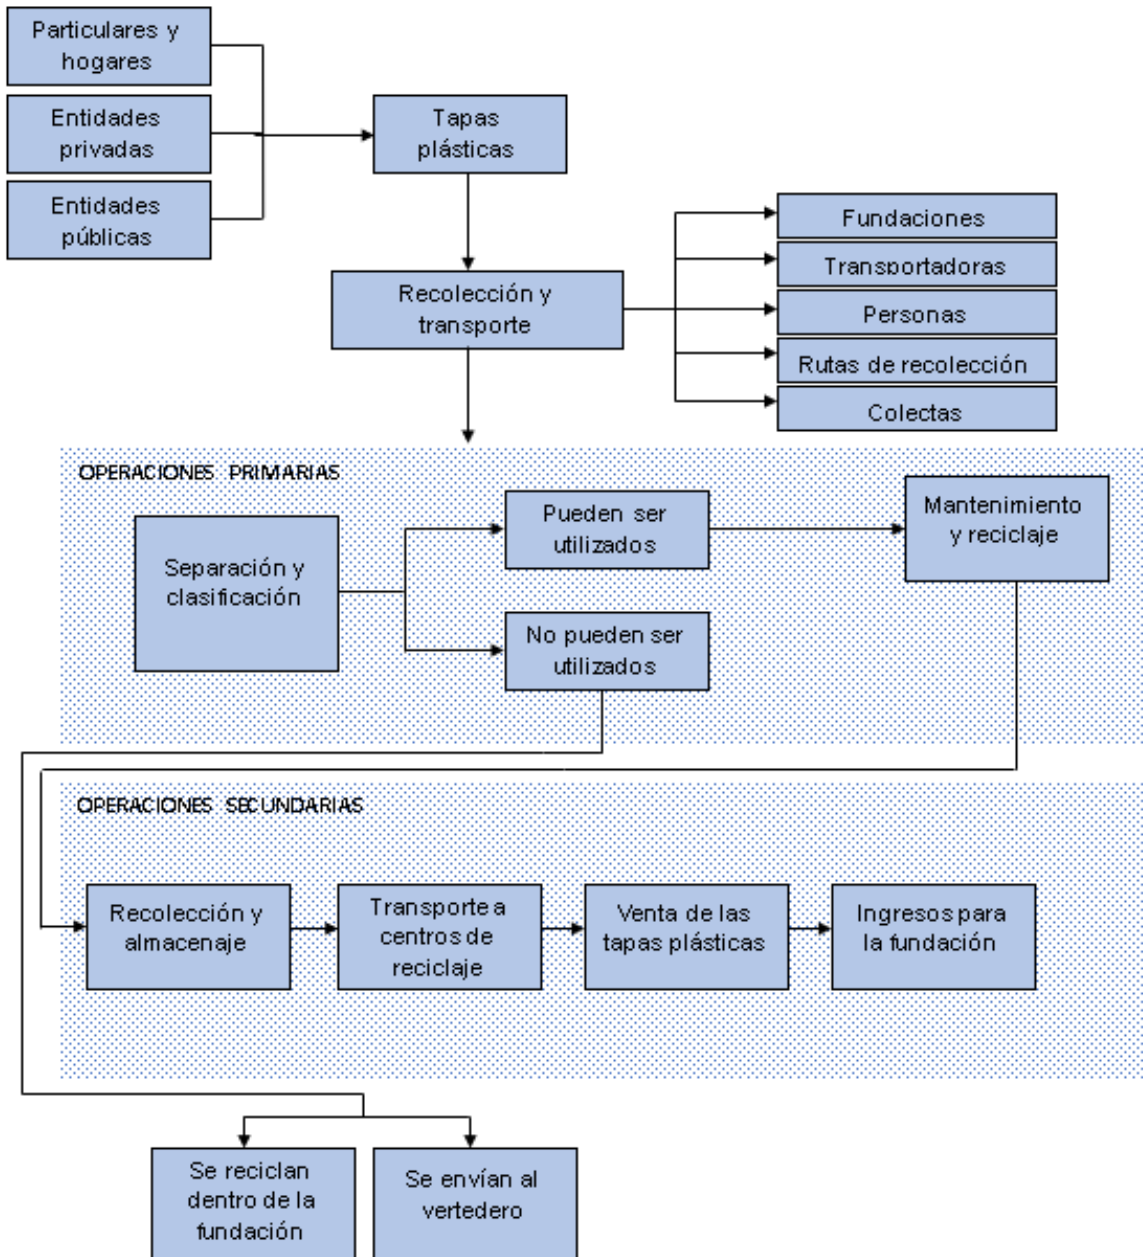 Particulares y
hogares
Entidades
privadas
Entidades
públicas
Tapas
plásticas
Recolección y
transporte
Fundaciones
Transportadoras
Personas
Rutas de recolección
Colectas
OPERACIONES PRIMARIAS
Separación y
clasificación
Pueden ser
utilizados
No pueden ser
utilizados
Mantenimiento
y reciclaje
OPERACIONES SECUNDARIAS
Recolección y
almacenaje
Transporte a
centros de
reciclaje
Venta de las
tapas plásticas
Ingresos para
la fundación
Se reciclan
dentro de la
fundación
Se envían al
vertedero